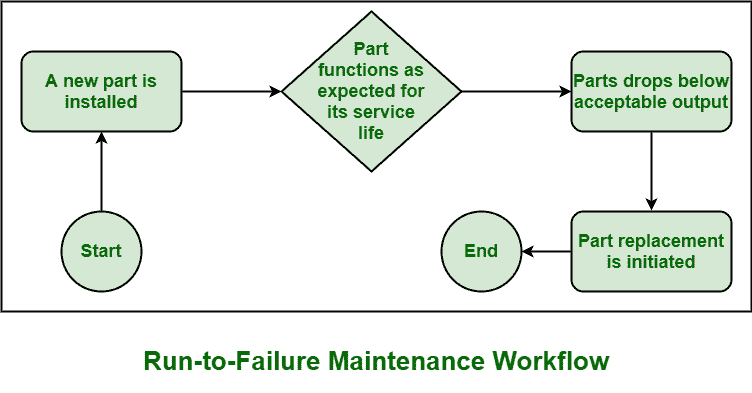 Part
functions as
expected for
its service
life
A new part is
installed
Parts drops below
acceptable output
Start
End
Part replacement
is initiated
Run-to-Failure Maintenance Workflow